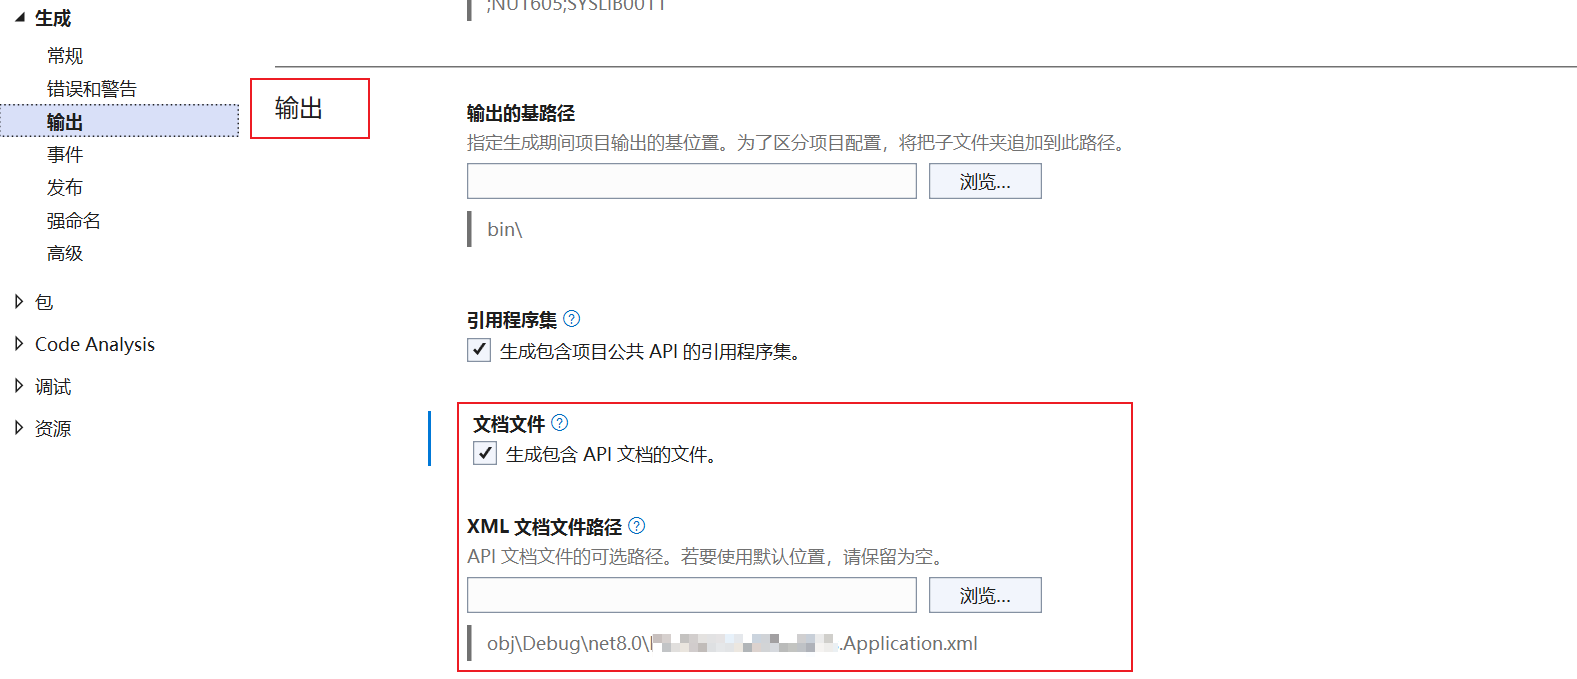 生成
常规
错误和警告
输出
事件
发布
强命名
高级
包
Code Analysis
调试
资源
;NU1605;SYSLIB0011
输出
输出的基路径
指定生成期间项目输出的基位置。为了区分项目配置，将把子文件夹追加到此路径。
浏览...
bin\
引用程序集
生成包含项目公共 API 的引用程序集。
文档文件
生成包含 API 文档的文件。
XML 文档文件路径
API 文档文件的可选路径。若要使用默认位置，请保留为空。
浏览...
obj\Debug\net8.0\ .Application.xml